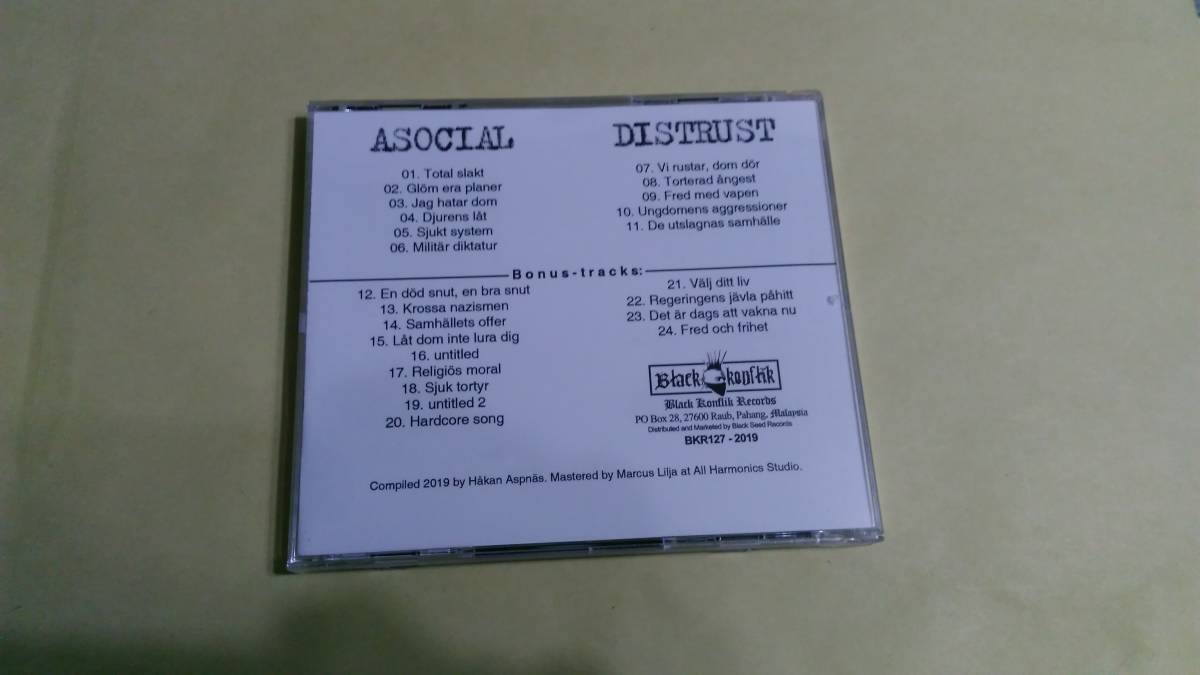 ASOCIAL
01. Total slakt
02. Glöm era planer
03. Jag hatar dom
04. Djurens låt
05. Sjukt system
06. Militär diktatur
DISTRUST
07. Vi rustar, dom dör
08. Torterad ångest
09. Fred med vapen
10. Ungdomens aggressioner
11. De utslagnas samhälle
Bonus-tracks:
12. En död snut, en bra snut
13. Krossa nazismen
14. Samhällets offer
15. Låt dom inte lura dig
16. untitled
17. Religiös moral
18. Sjuk tortyr
19. untitled 2
20. Hardcore song
21. Välj ditt liv
22. Regeringens jävla påhitt
23. Det är dags att vakna nu
24. Fred och frihet
Black konflik
Black Konflik Records
PO Box 28, 27600 Raub, Pahang, Malaysia
Distributed and Marketed by Black Seed Records
BKR127 - 2019
Compiled 2019 by Håkan Aspnäs. Mastered by Marcus Lilja at All Harmonics Studio.